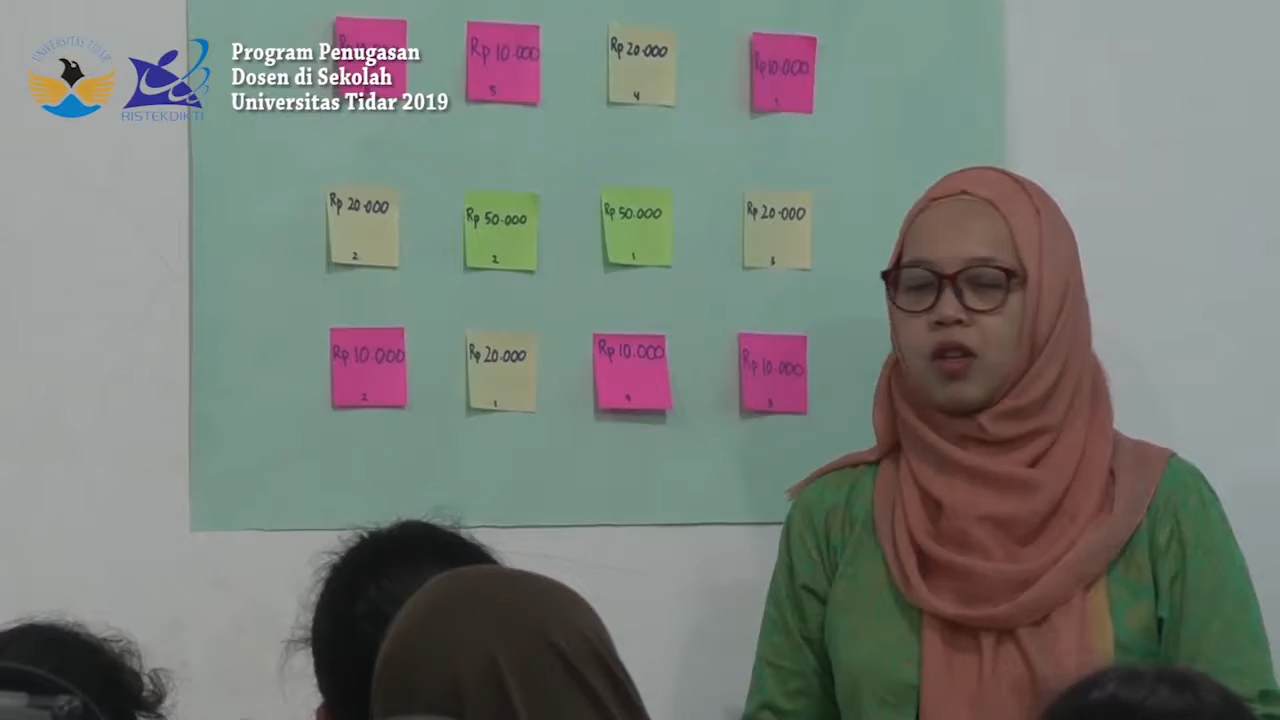 UNIVERSITAS TIDAR
RISTEKDIKTI
Program Penugasan
Dosen di Sekolah
Universitas Tidar 2019
Rp 10.000
5
Rp 20.000
4
Rp 10.000
Rp 20.000
2
Rp 50.000
2
Rp 50.000
1
Rp 20.000
3
Rp 10.000
2
Rp 20.000
1
Rp 10.000
Rp 10.000
3